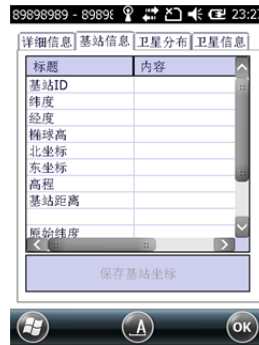 89898989 - 8989 23:2
详细信息 基站信息 卫星分布 卫星信息
标题 内容
基站ID
纬度
经度
椭球高
北坐标
东坐标
高程
基站距离
原始纬度
保存基站坐标
A OK